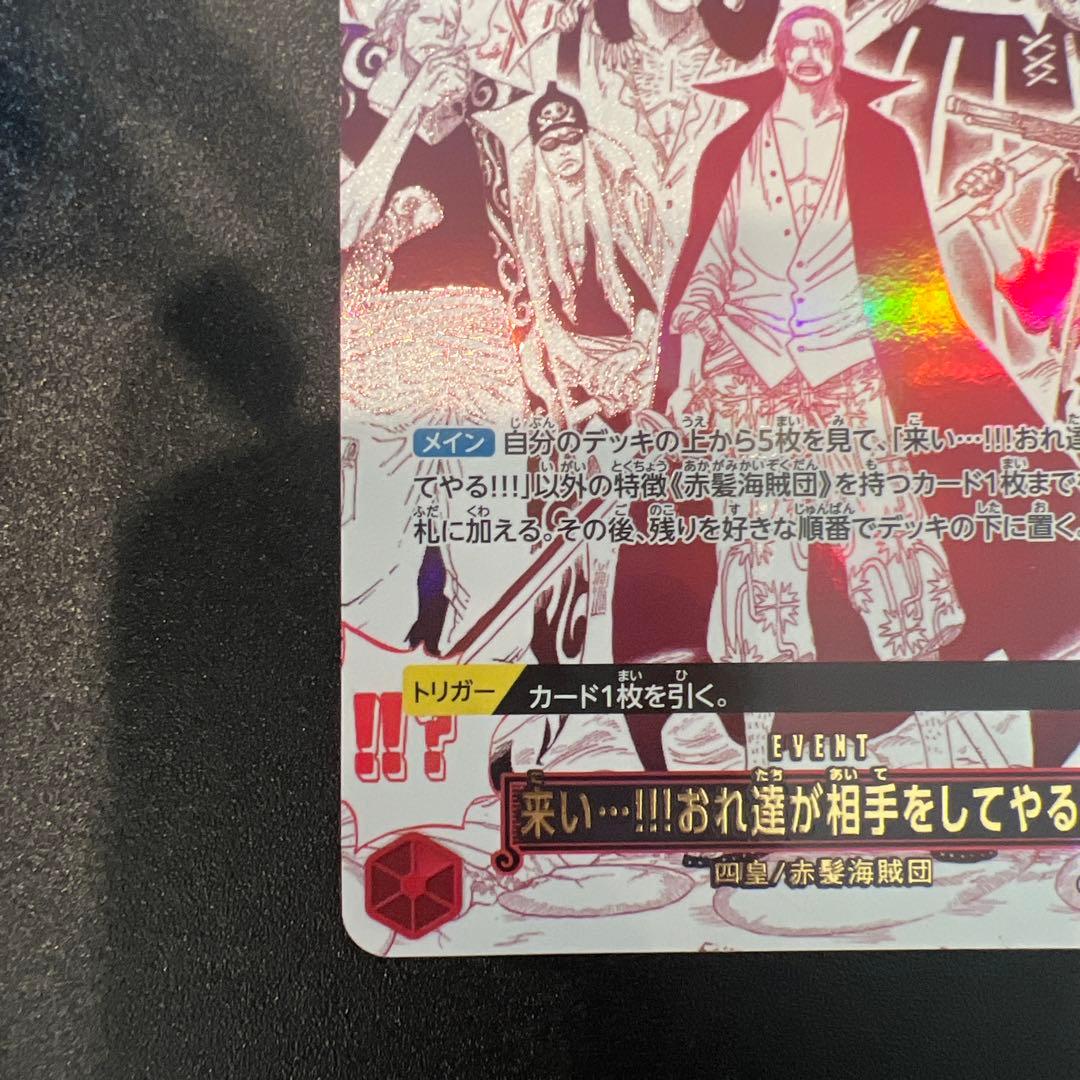 メイン 自分のデッキの上から5枚を見て、「来い…!!!おれ達
てやる!!!」以外の特徴《赤髪海賊団》を持つカード1枚まで
札に加える。その後、残りを好きな順番でデッキの下に置く。
!!?
トリガー カード1枚を引く。
EVENT
来い…!!!おれ達が相手をしてやる
四皇/赤髪海賊団